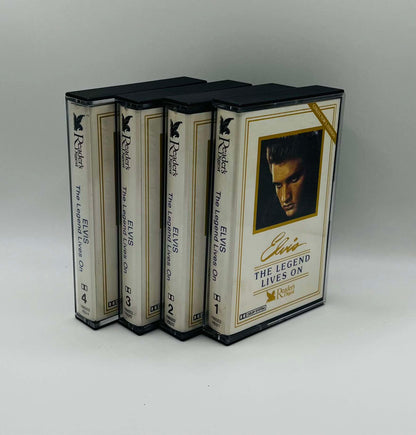 Reader's
Digest
ELVIS
The Legend Lives On
4
Reader's
Digest
ELVIS
The Legend Lives On
3
Reader's
Digest
ELVIS
The Legend Lives On
2
Reader's
Digest
ELVIS
The Legend Lives On
1
Elvis
THE LEGEND
LIVES ON
Reader's
Digest
DOLBY SYSTEM